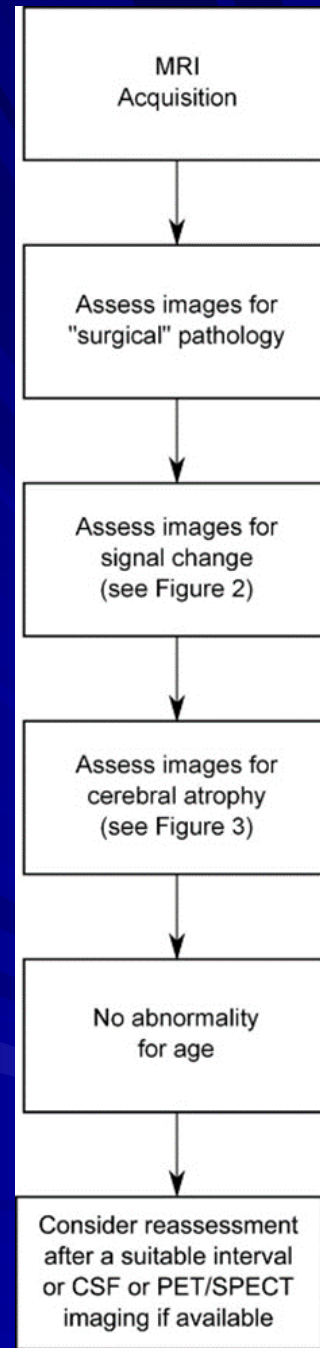 MRI
Acquisition
Assess images for
"surgical" pathology
Assess images for
signal change
(see Figure 2)
Assess images for
cerebral atrophy
(see Figure 3)
No abnormality
for age
Consider reassessment
after a suitable interval
or CSF or PET/SPECT
imaging if available